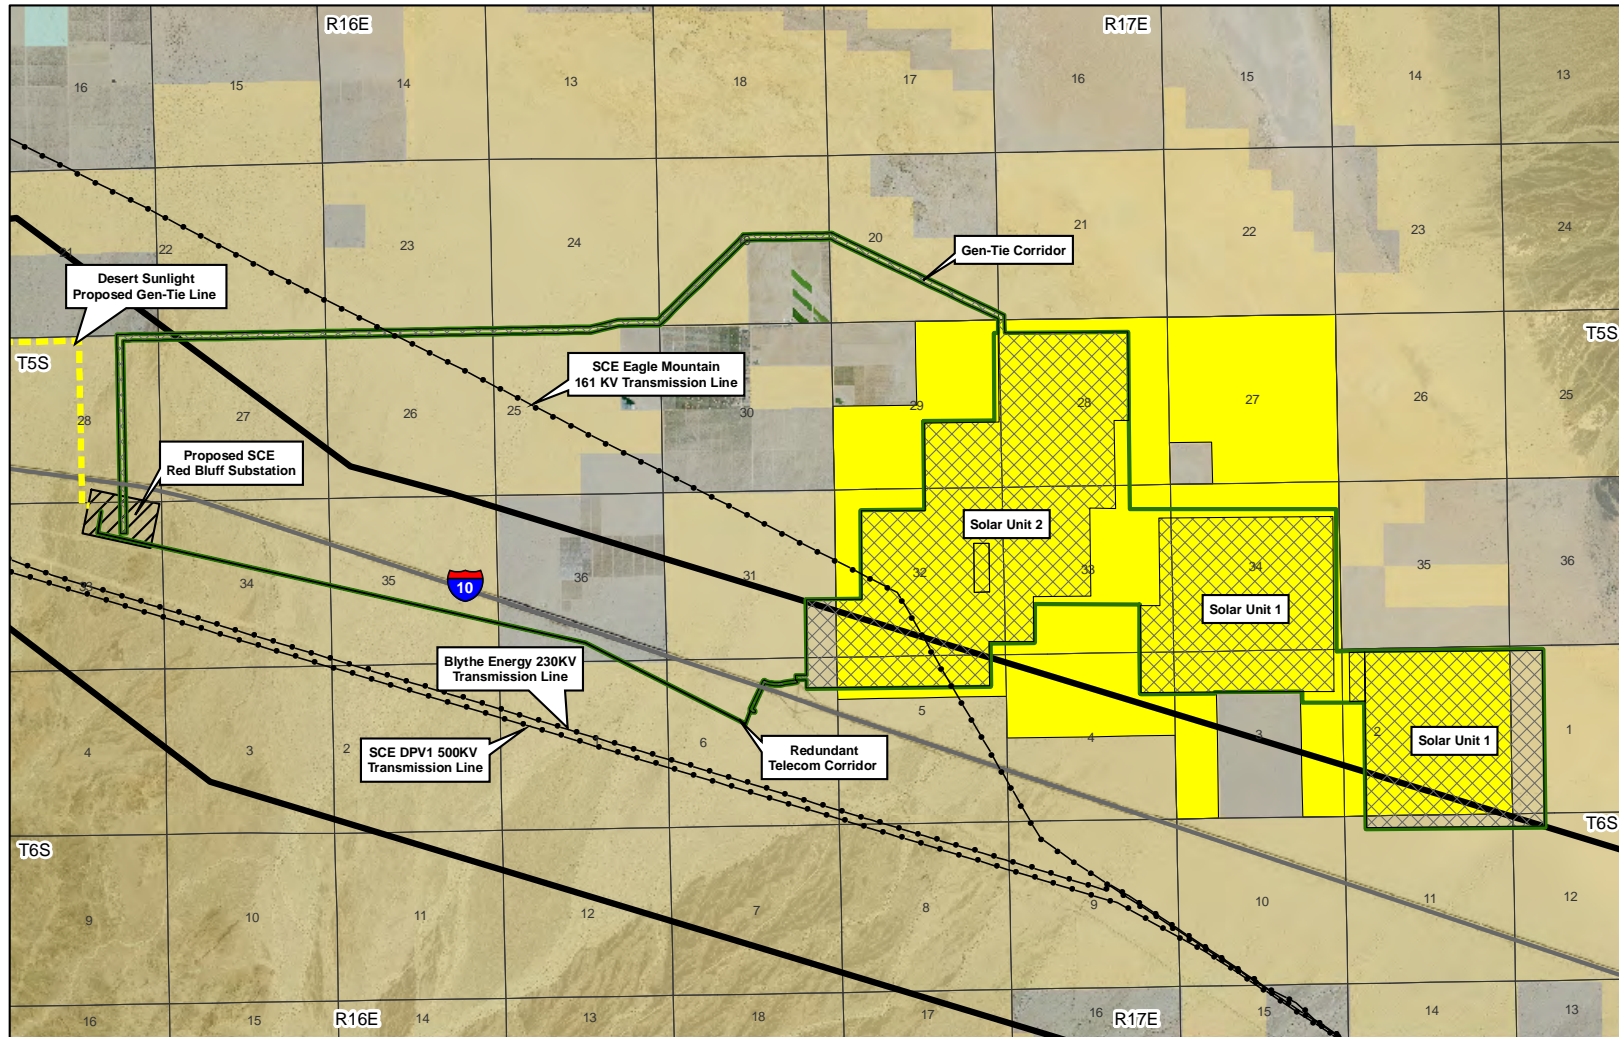 R16E
R17E
16
15
14
13
18
17
16
15
14
13
21
22
23
24
20
21
22
23
24
Gen-Tie Corridor
Desert Sunlight
Proposed Gen-Tie Line
T5S
T5S
SCE Eagle Mountain
161 KV Transmission Line
28
27
26
25
30
29
28
27
26
25
Proposed SCE
Red Bluff Substation
Solar Unit 2
33
34
35
10
36
31
32
33
34
35
36
Solar Unit 1
Blythe Energy 230KV
Transmission Line
SCE DPV1 500KV
Transmission Line
Redundant
Telecom Corridor
4
3
2
6
5
4
3
2
1
Solar Unit 1
T6S
T6S
9
10
11
12
7
8
9
10
11
12
16
15
R16E
14
13
18
17
16
R17E
15
14
13